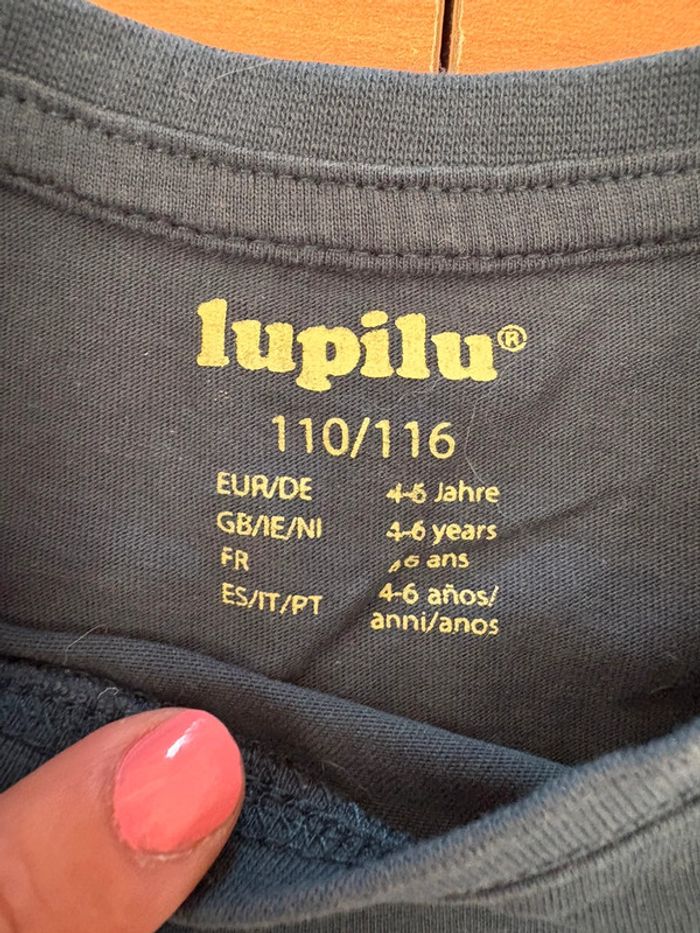 lupilu®
110/116
EUR/DE 4-6 Jahre
GB/IE/NI 4-6 years
FR 6 ans
ES/IT/PT 4-6 años/
anni/anos